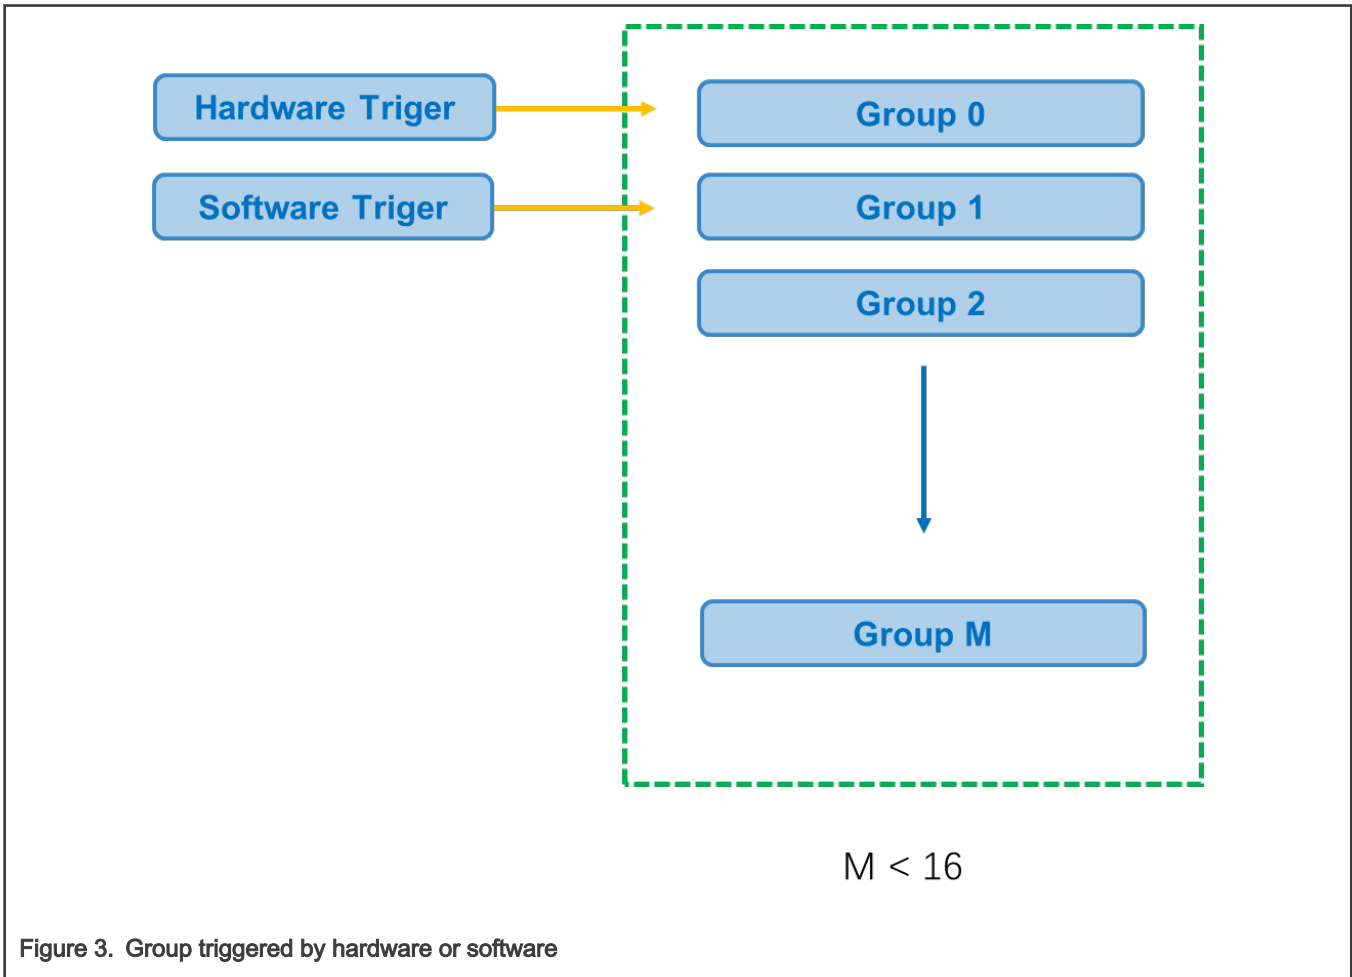 Hardware Triger
Group 0
Software Triger
Group 1
Group 2
Group M
M < 16
Figure 3. Group triggered by hardware or software